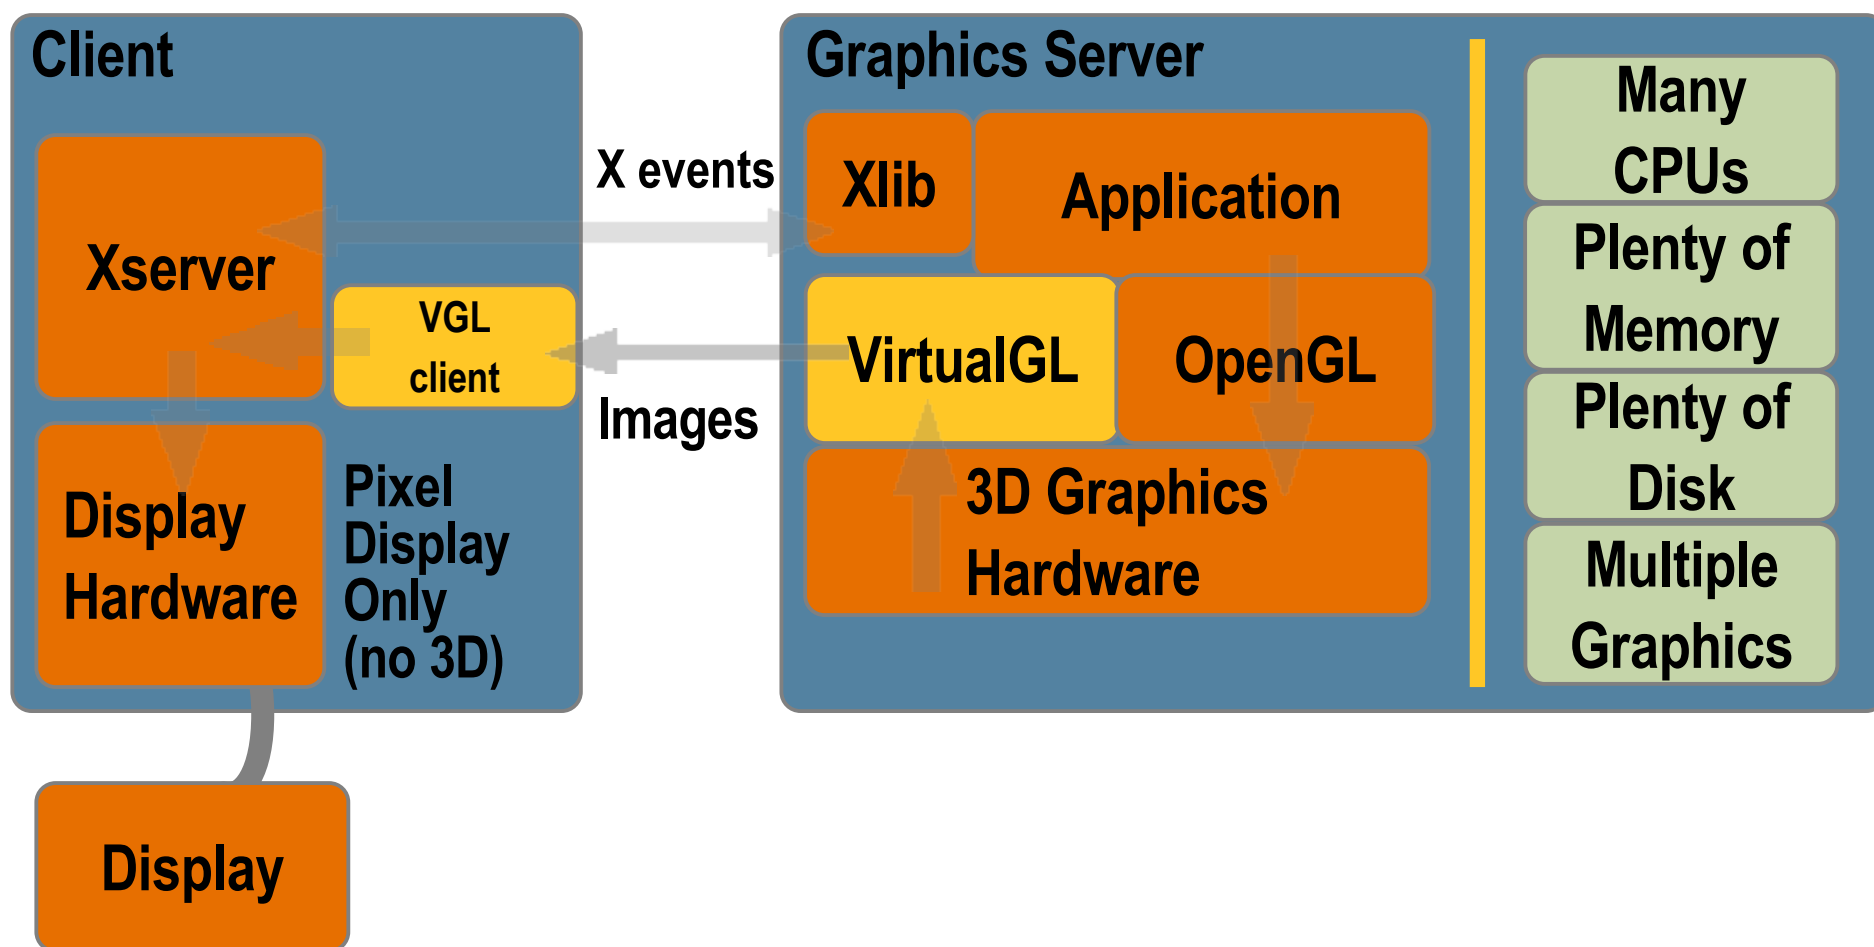 Client
Xserver
VGL
client
Display
Hardware
Pixel
Display
Only
(no 3D)
Display
X events
Images
Graphics Server
Xlib
Application
VirtualGL
OpenGL
3D Graphics
Hardware
Many
CPUs
Plenty of
Memory
Plenty of
Disk
Multiple
Graphics